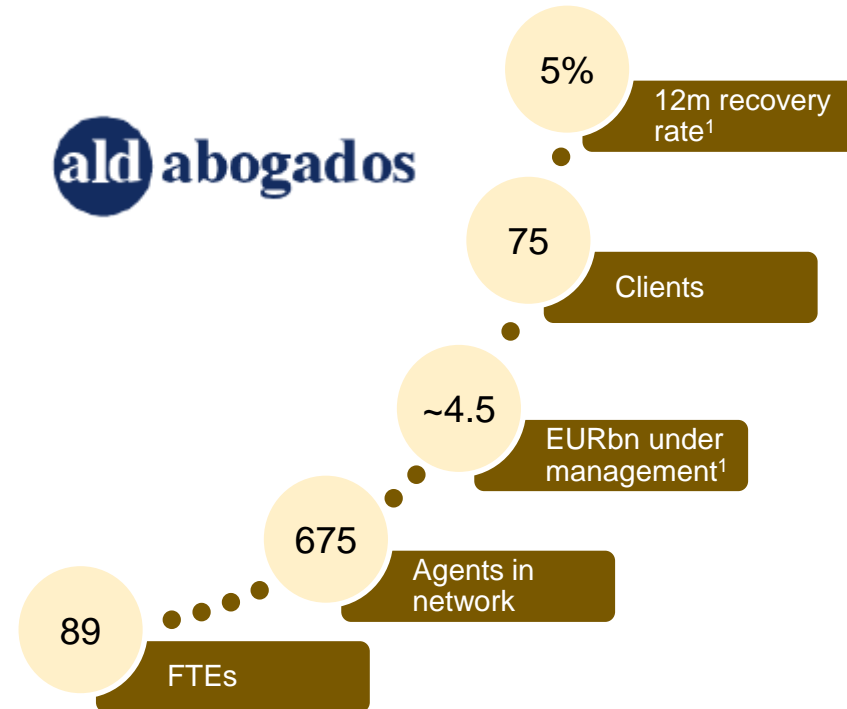 5%
12m recovery
rate¹
ald abogados
75
Clients
~4.5
EURbn under
management¹
675
Agents in
network
89
FTEs